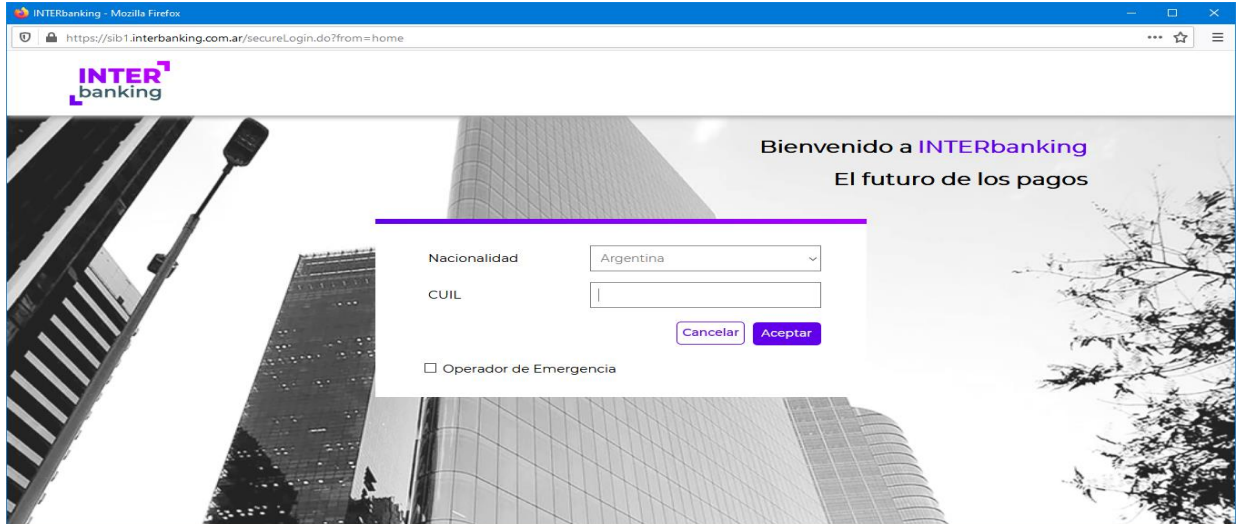 INTERbanking - Mozilla Firefox
https://sib1.interbanking.com.ar/secureLogin.do?from=home
INTER
banking
Bienvenido a INTERbanking
El futuro de los pagos
Nacionalidad Argentina
CUIL
Cancelar Aceptar
Operador de Emergencia